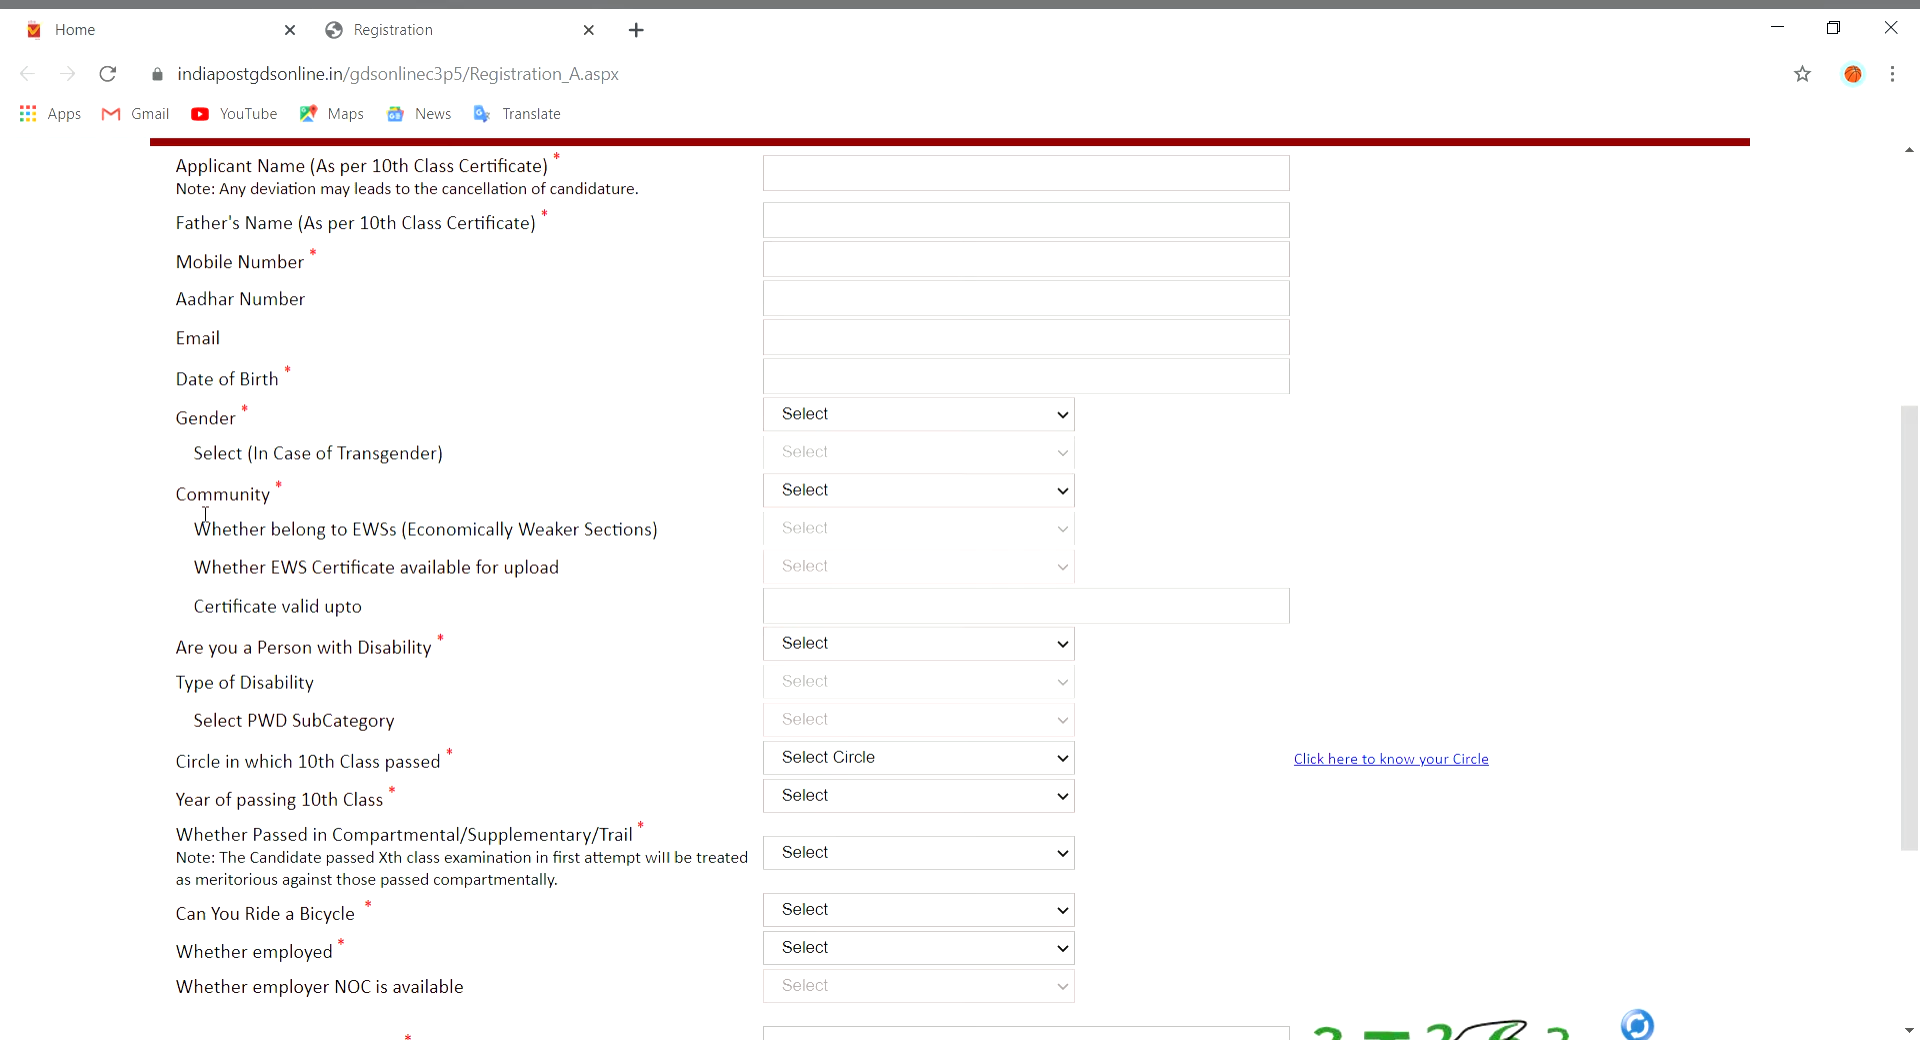 Home
Registration
indiapostgdsonline.in/gdsonlinec3p5/Registration_A.aspx
Apps
Gmail
YouTube
Maps
News
Translate
Applicant Name (As per 10th Class Certificate) *
Note: Any deviation may leads to the cancellation of candidature.
Father's Name (As per 10th Class Certificate) *
Mobile Number *
Aadhar Number
Email
Date of Birth *
Gender * Select
Select (In Case of Transgender) Select
Community * Select
Whether belong to EWSs (Economically Weaker Sections) Select
Whether EWS Certificate available for upload Select
Certificate valid upto
Are you a Person with Disability * Select
Type of Disability Select
Select PWD SubCategory Select
Circle in which 10th Class passed * Select Circle Click here to know your Circle
Year of passing 10th Class * Select
Whether Passed in Compartmental/Supplementary/Trail * Select
Note: The Candidate passed Xth class examination in first attempt will be treated
as meritorious against those passed compartmentally.
Can You Ride a Bicycle * Select
Whether employed * Select
Whether employer NOC is available Select
*